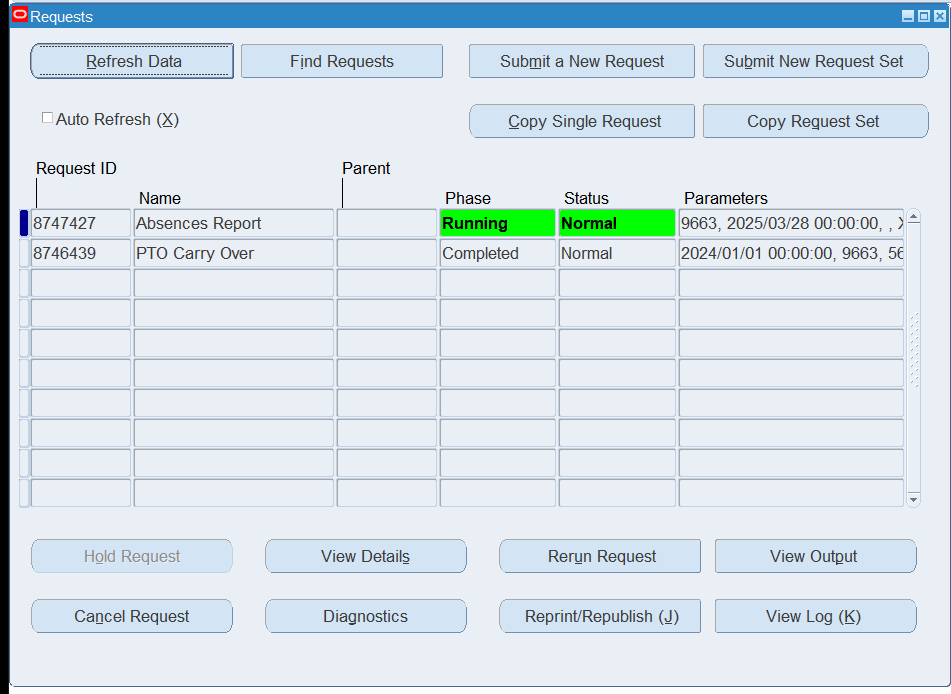 Requests
Refresh Data Find Requests Submit a New Request Submit New Request Set
Auto Refresh (X) Copy Single Request Copy Request Set
Request ID Parent
Name Phase Status Parameters
8747427 Absences Report Running Normal 9663, 2025/03/28 00:00:00, , X
8746439 PTO Carry Over Completed Normal 2024/01/01 00:00:00, 9663, 56
Hold Request View Details Rerun Request View Output
Cancel Request Diagnostics Reprint/Republish (J) View Log (K)